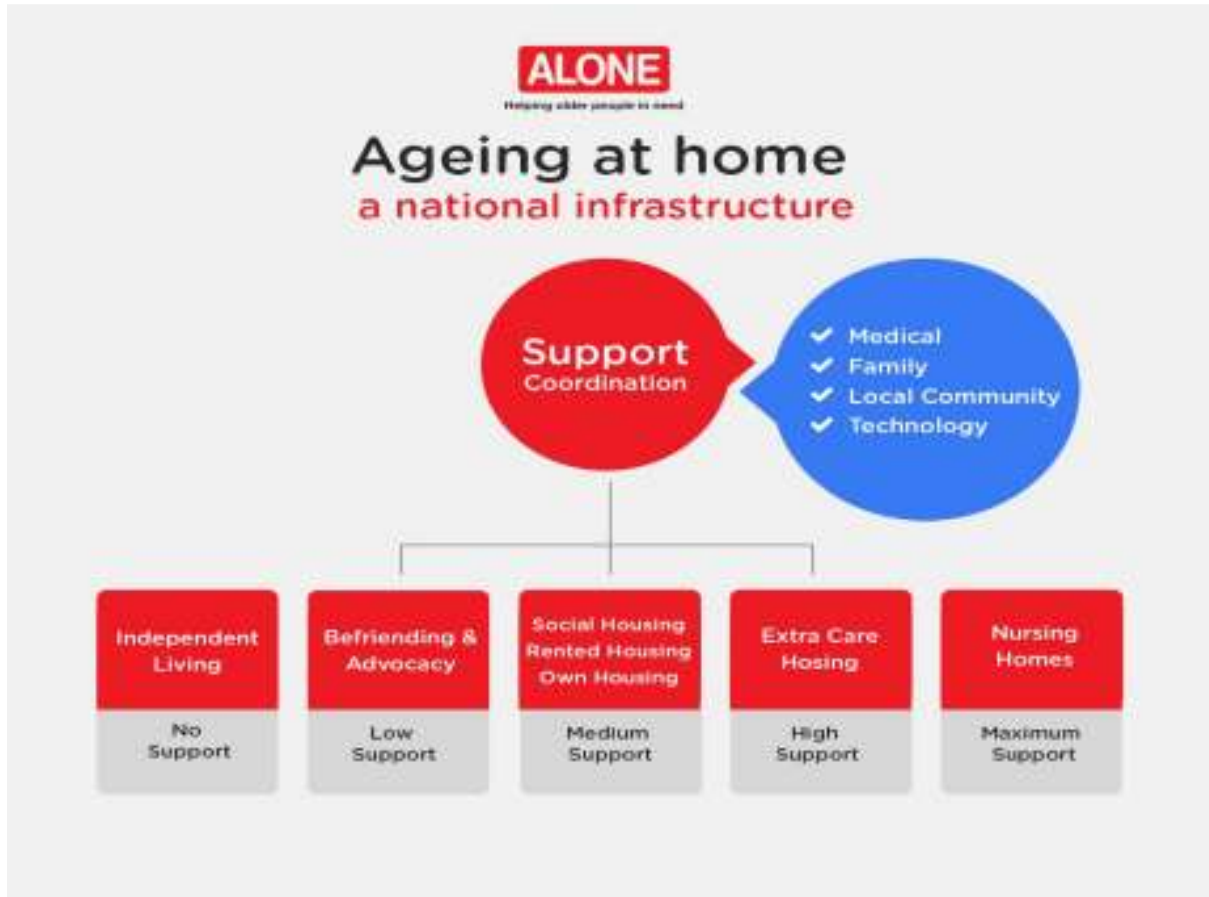 ALONE
Helping older people in need
Ageing at home
a national infrastructure
Support
Coordination
Medical
Family
Local Community
Technology
Independent
Living
No
Support
Befriending &
Advocacy
Low
Support
Social Housing
Rented Housing
Own Housing
Medium
Support
Extra Care
Hosing
High
Support
Nursing
Homes
Maximum
Support